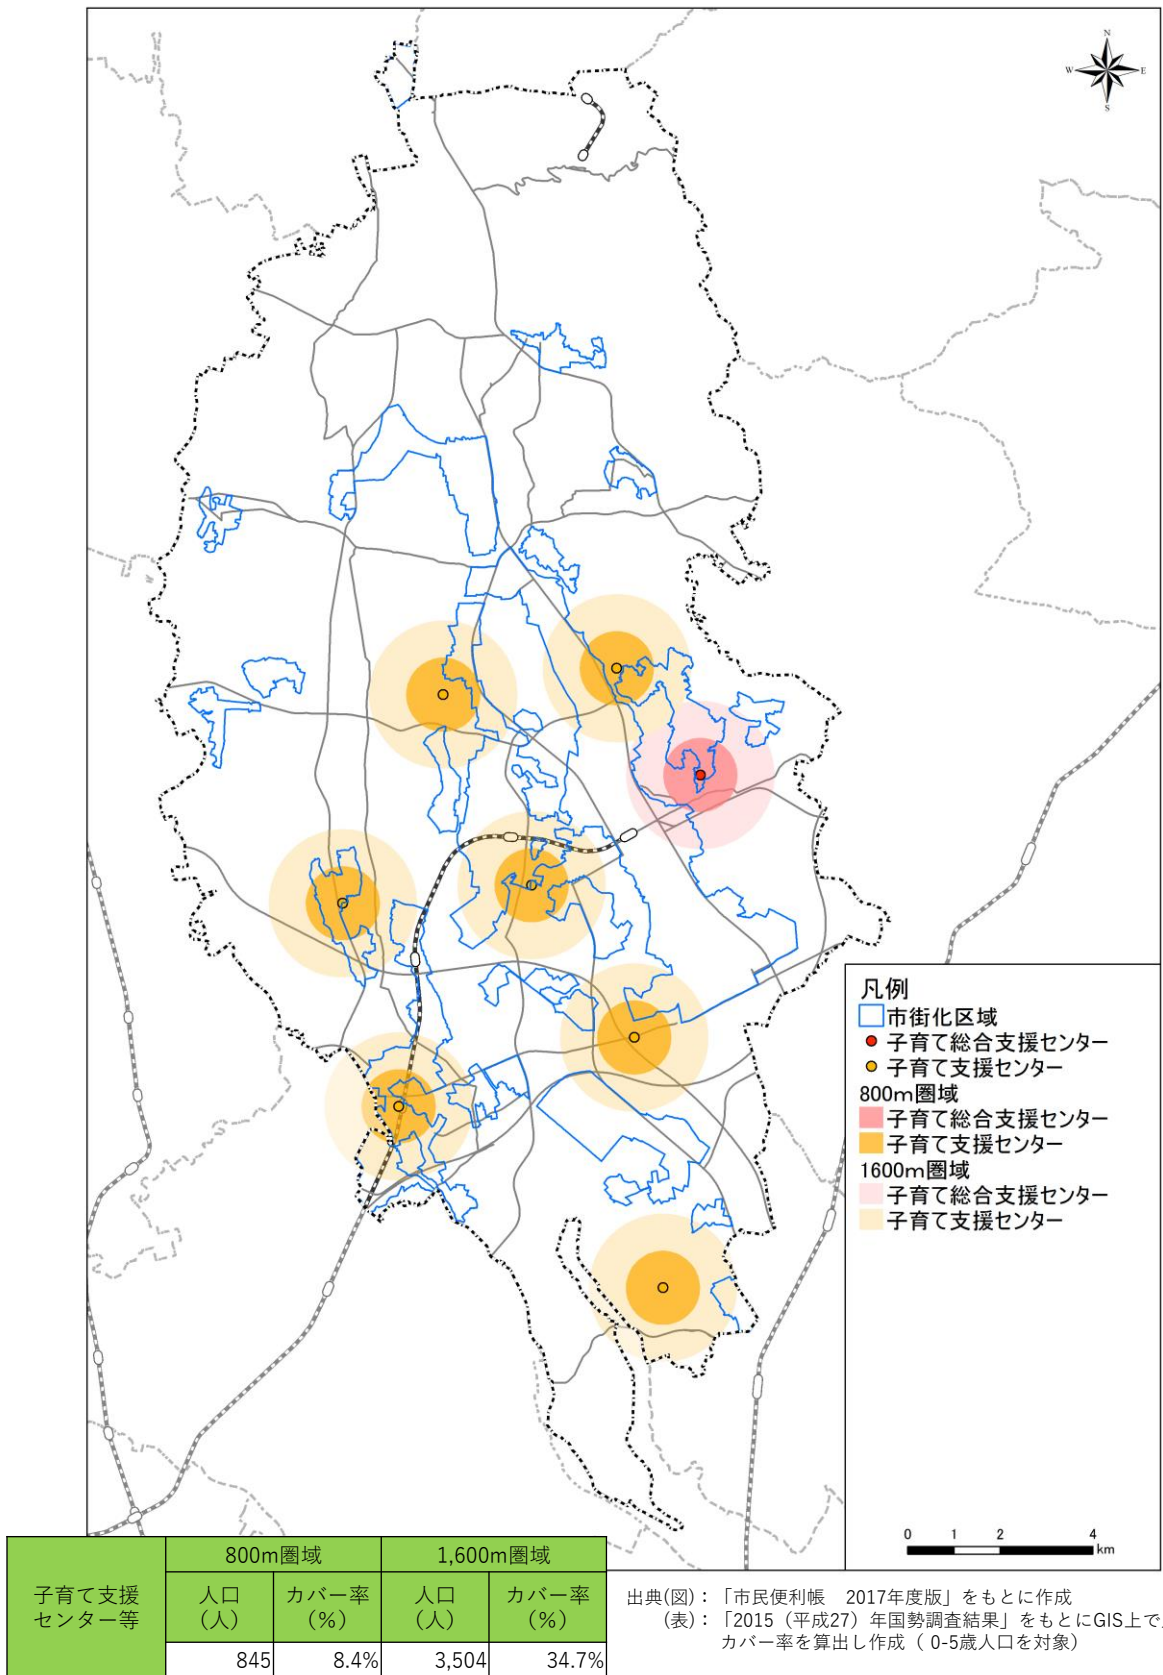 N
W E
S
凡例
市街化区域
子育て総合支援センター
子育て支援センター
800m圏域
子育て総合支援センター
子育て支援センター
1600m圏域
子育て総合支援センター
子育て支援センター
0 1 2 4
km
子育て支援
センター等
800m圏域 1,600m圏域
人口
(人)
カバー率
(%)
人口
(人)
カバー率
(%)
845 8.4% 3,504 34.7%
出典(図)：「市民便利帳　2017年度版」をもとに作成
(表)：「2015（平成27）年国勢調査結果」をもとにGIS上で
カバー率を算出し作成（ 0-5歳人口を対象）